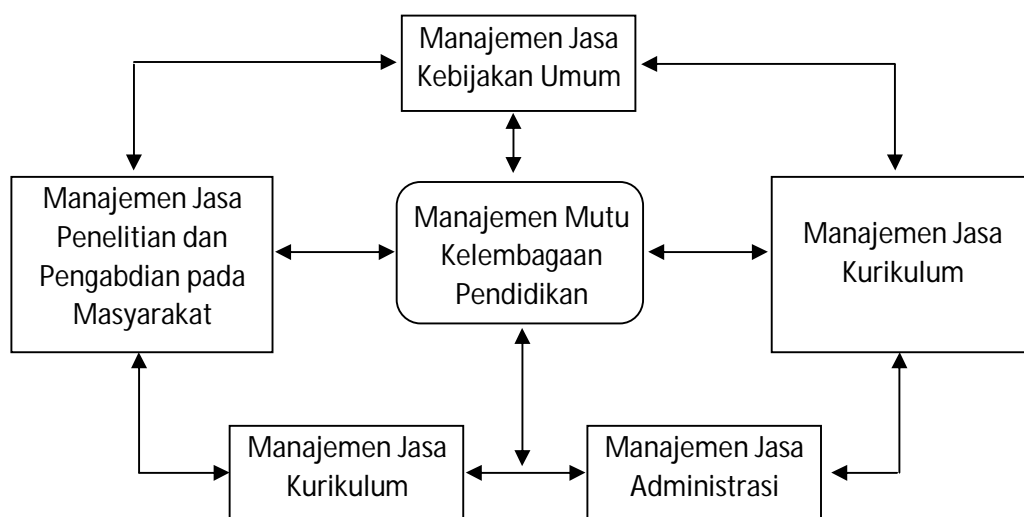 Manajemen Jasa
Kebijakan Umum
Manajemen Jasa
Penelitian dan
Pengabdian pada
Masyarakat
Manajemen Mutu
Kelembagaan
Pendidikan
Manajemen Jasa
Kurikulum
Manajemen Jasa
Kurikulum
Manajemen Jasa
Administrasi